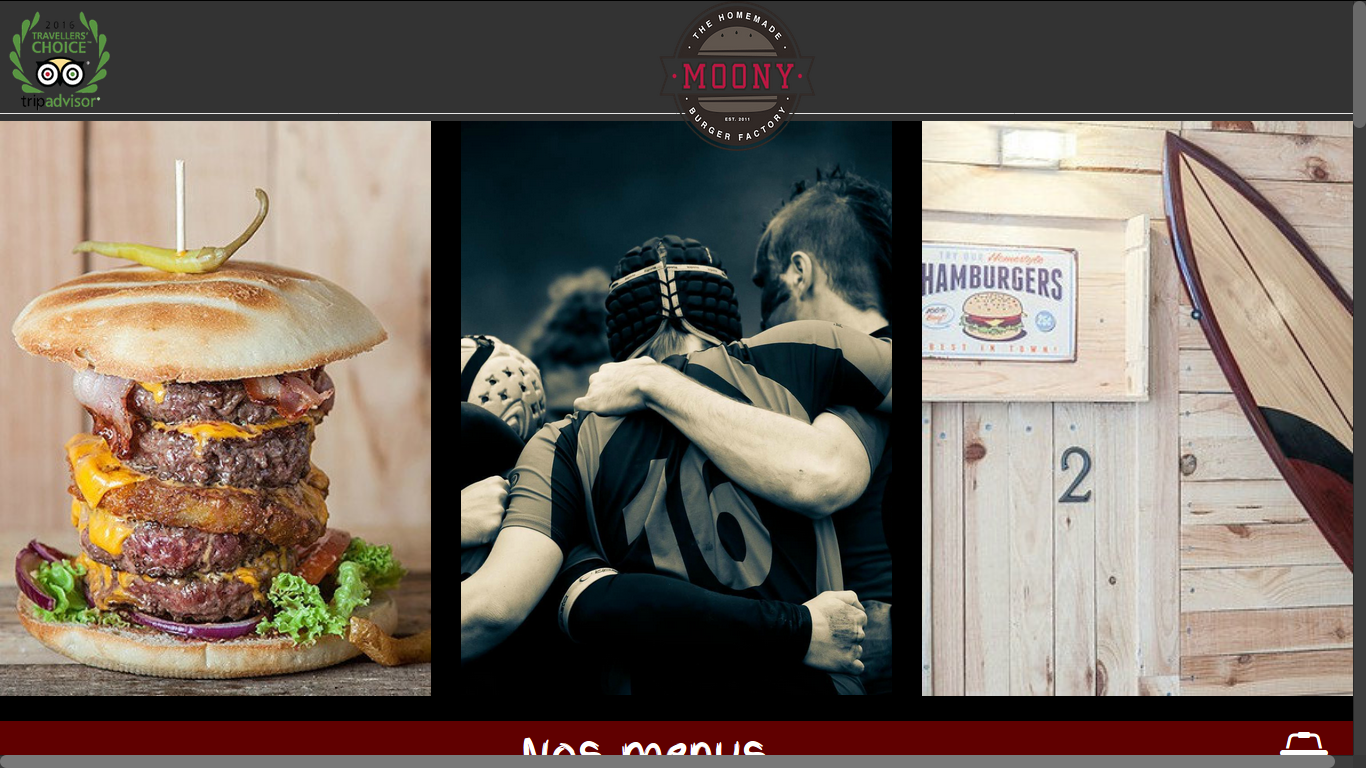 2016
TRAVELLERS'
CHOICE™
tripadvisor®
THE HOMEMADE
MOONY
EST. 2011
BURGER FACTORY
TRY OUR Homestyle
HAMBURGERS
100%
Beef!
25¢
BEST IN TOWN!
16
2
Nos menus